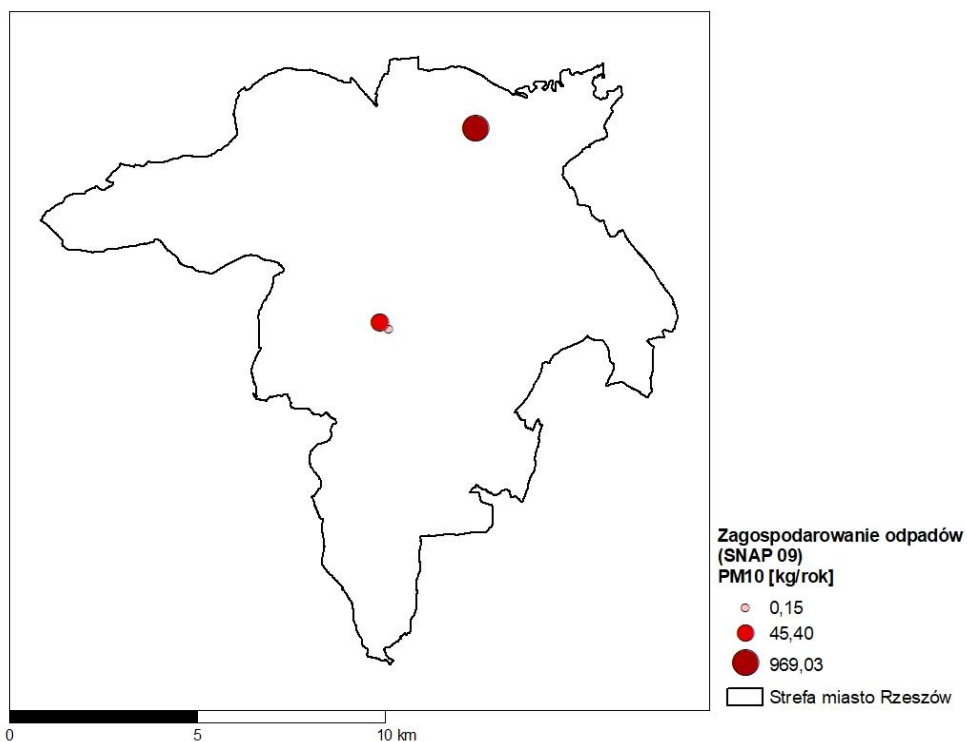 Zagospodarowanie odpadów
(SNAP 09)
PM10 [kg/rok]
0,15
45,40
969,03
Strefa miasto Rzeszów
0 5 10 km